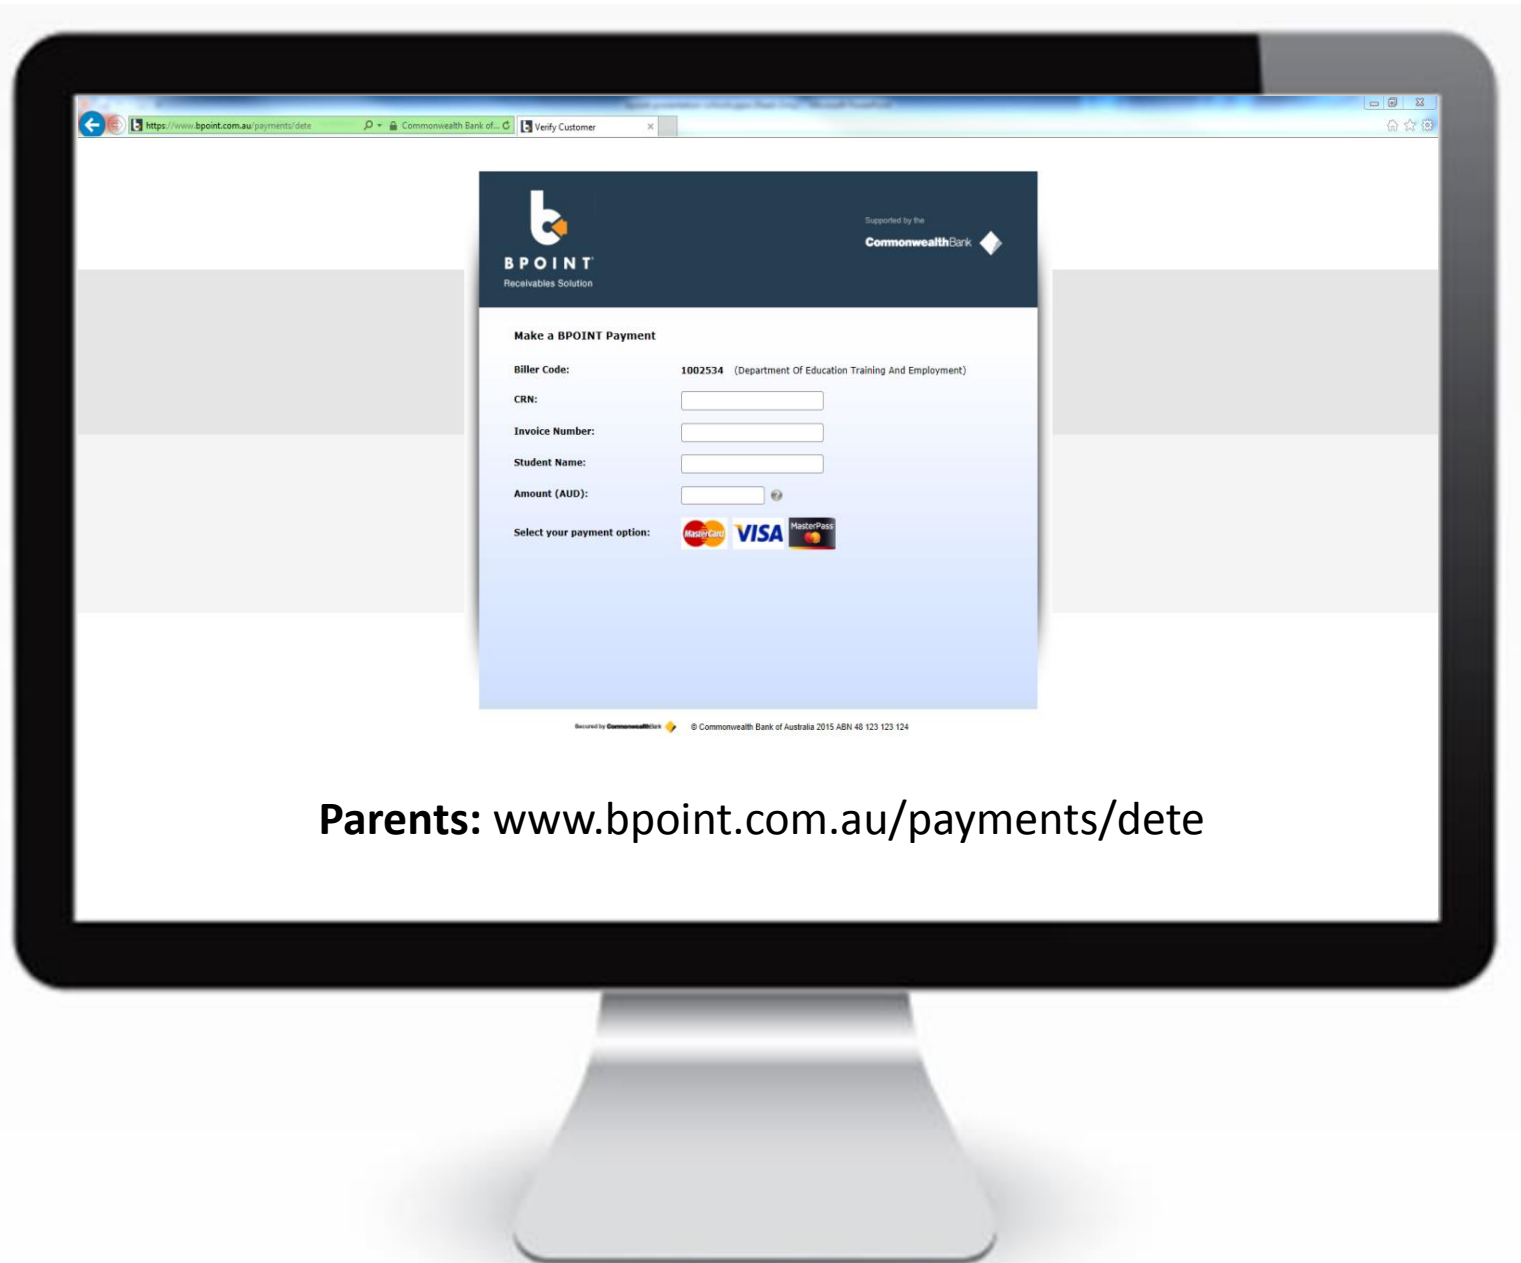 https://www.bpoint.com.au/payments/dete
Commonwealth Bank of...
Verify Customer
b
BPOINT
Receivables Solution
Supported by the
CommonwealthBank
Make a BPOINT Payment
Biller Code: 1002534 (Department Of Education Training And Employment)
CRN:
Invoice Number:
Student Name:
Amount (AUD):
Select your payment option: MasterCard VISA MasterPass
Secured by CommonwealthBank © Commonwealth Bank of Australia 2015 ABN 48 123 123 124
Parents: www.bpoint.com.au/payments/dete